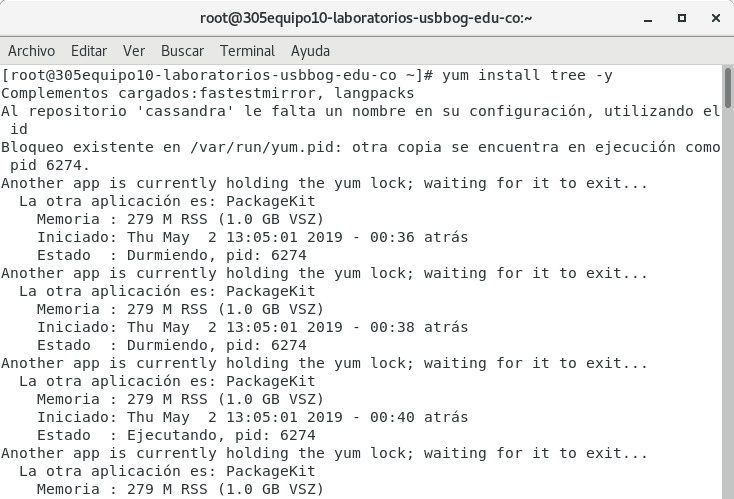 root@305equipo10-laboratorios-usbbog-edu-co:~
Archivo Editar Ver Buscar Terminal Ayuda
[root@305equipo10-laboratorios-usbbog-edu-co ~]# yum install tree -y
Complementos cargados:fastestmirror, langpacks
Al repositorio 'cassandra' le falta un nombre en su configuración, utilizando el
 id
Bloqueo existente en /var/run/yum.pid: otra copia se encuentra en ejecución como
 pid 6274.
Another app is currently holding the yum lock; waiting for it to exit...
  La otra aplicación es: PackageKit
    Memoria : 279 M RSS (1.0 GB VSZ)
    Iniciado: Thu May  2 13:05:01 2019 - 00:36 atrás
    Estado  : Durmiendo, pid: 6274
Another app is currently holding the yum lock; waiting for it to exit...
  La otra aplicación es: PackageKit
    Memoria : 279 M RSS (1.0 GB VSZ)
    Iniciado: Thu May  2 13:05:01 2019 - 00:38 atrás
    Estado  : Durmiendo, pid: 6274
Another app is currently holding the yum lock; waiting for it to exit...
  La otra aplicación es: PackageKit
    Memoria : 279 M RSS (1.0 GB VSZ)
    Iniciado: Thu May  2 13:05:01 2019 - 00:40 atrás
    Estado  : Ejecutando, pid: 6274
Another app is currently holding the yum lock; waiting for it to exit...
  La otra aplicación es: PackageKit
    Memoria : 279 M RSS (1.0 GB VSZ)